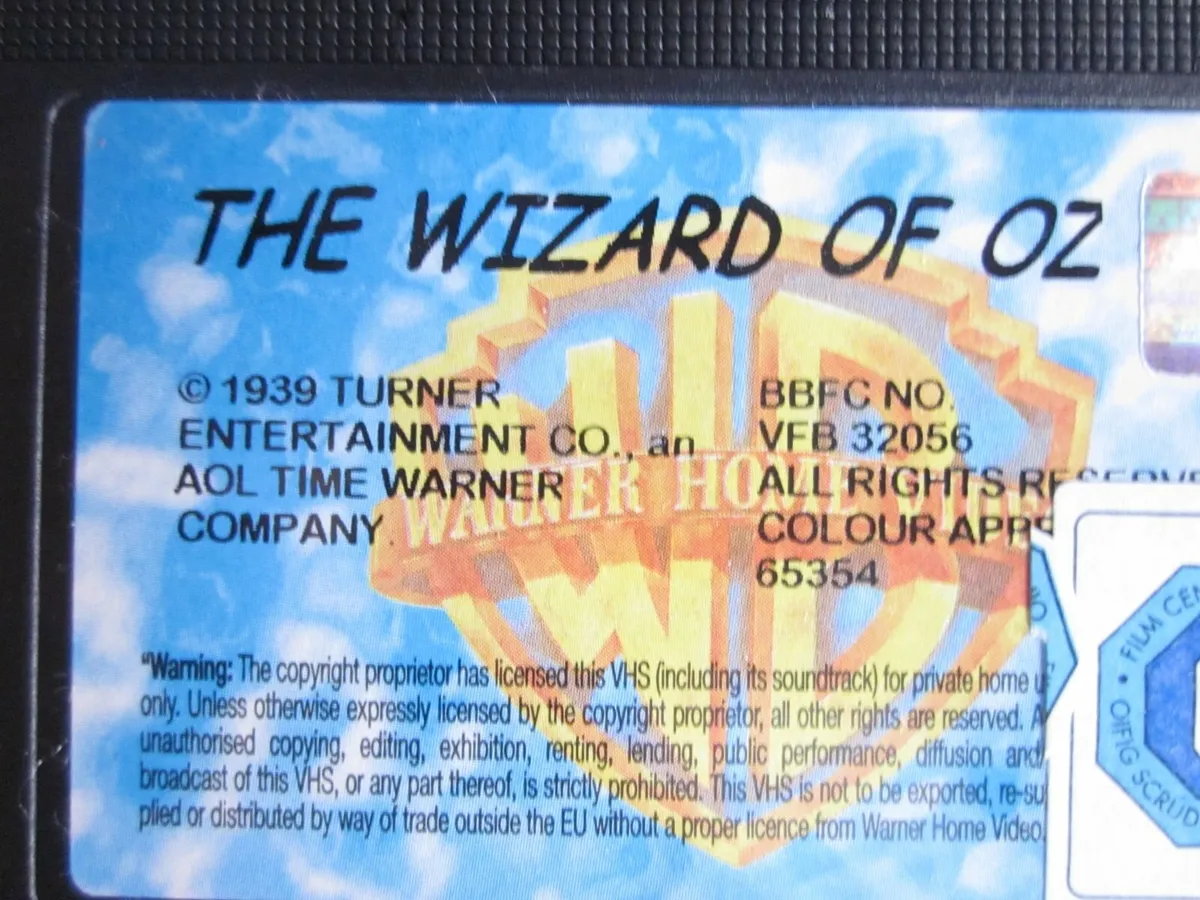 THE WIZARD OF OZ
© 1939 TURNER
ENTERTAINMENT CO., an
AOL TIME WARNER
COMPANY.
BBFC NO.
VFB 32056
ALL RIGHTS
COLOUR
65354
WARNER HOME
"Warning: The copyright proprietor has licensed this VHS (including its soundtrack) for private home
only. Unless otherwise expressly licensed by the copyright proprietor, all other rights are reserved.
unauthorised copying, editing, exhibition, renting, lending, public performance, diffusion and/
broadcast of this VHS, or any part thereof, is strictly prohibited. This VHS is not to be exported, re-su
plied or distributed by way of trade outside the EU without a proper licence from Warner Home Video.
• FILM
OIFIG